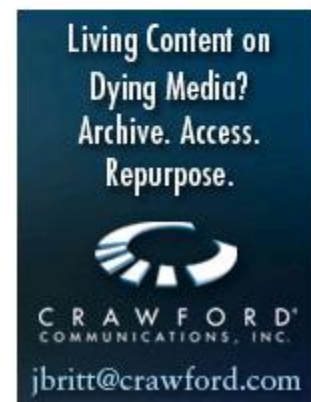 Living Content on
Dying Media?
Archive. Access.
Repurpose.
CRAWFORD®
COMMUNICATIONS, INC.
jbritt@crawford.com